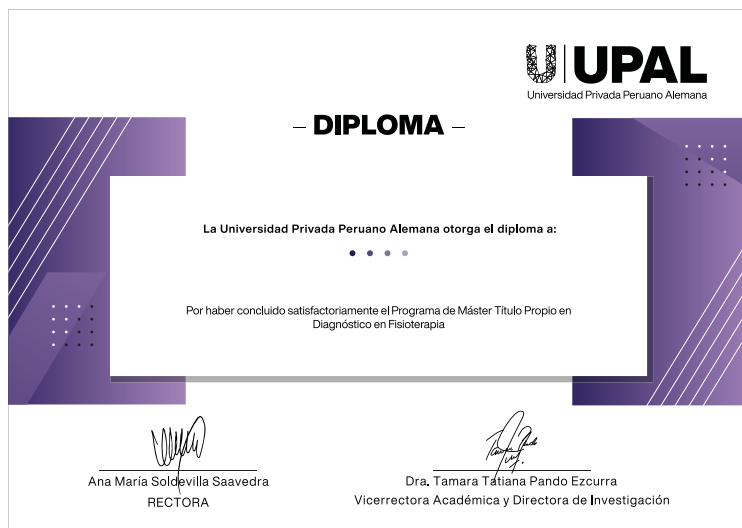 UPAL
Universidad Privada Peruano Alemana
– DIPLOMA –
La Universidad Privada Peruano Alemana otorga el diploma a:
Por haber concluido satisfactoriamente el Programa de Máster Título Propio en
Diagnóstico en Fisioterapia
Ana María Soldevilla Saavedra
RECTORA
Dra. Tamara Tatiana Pando Ezcurra
Vicerrectora Académica y Directora de Investigación